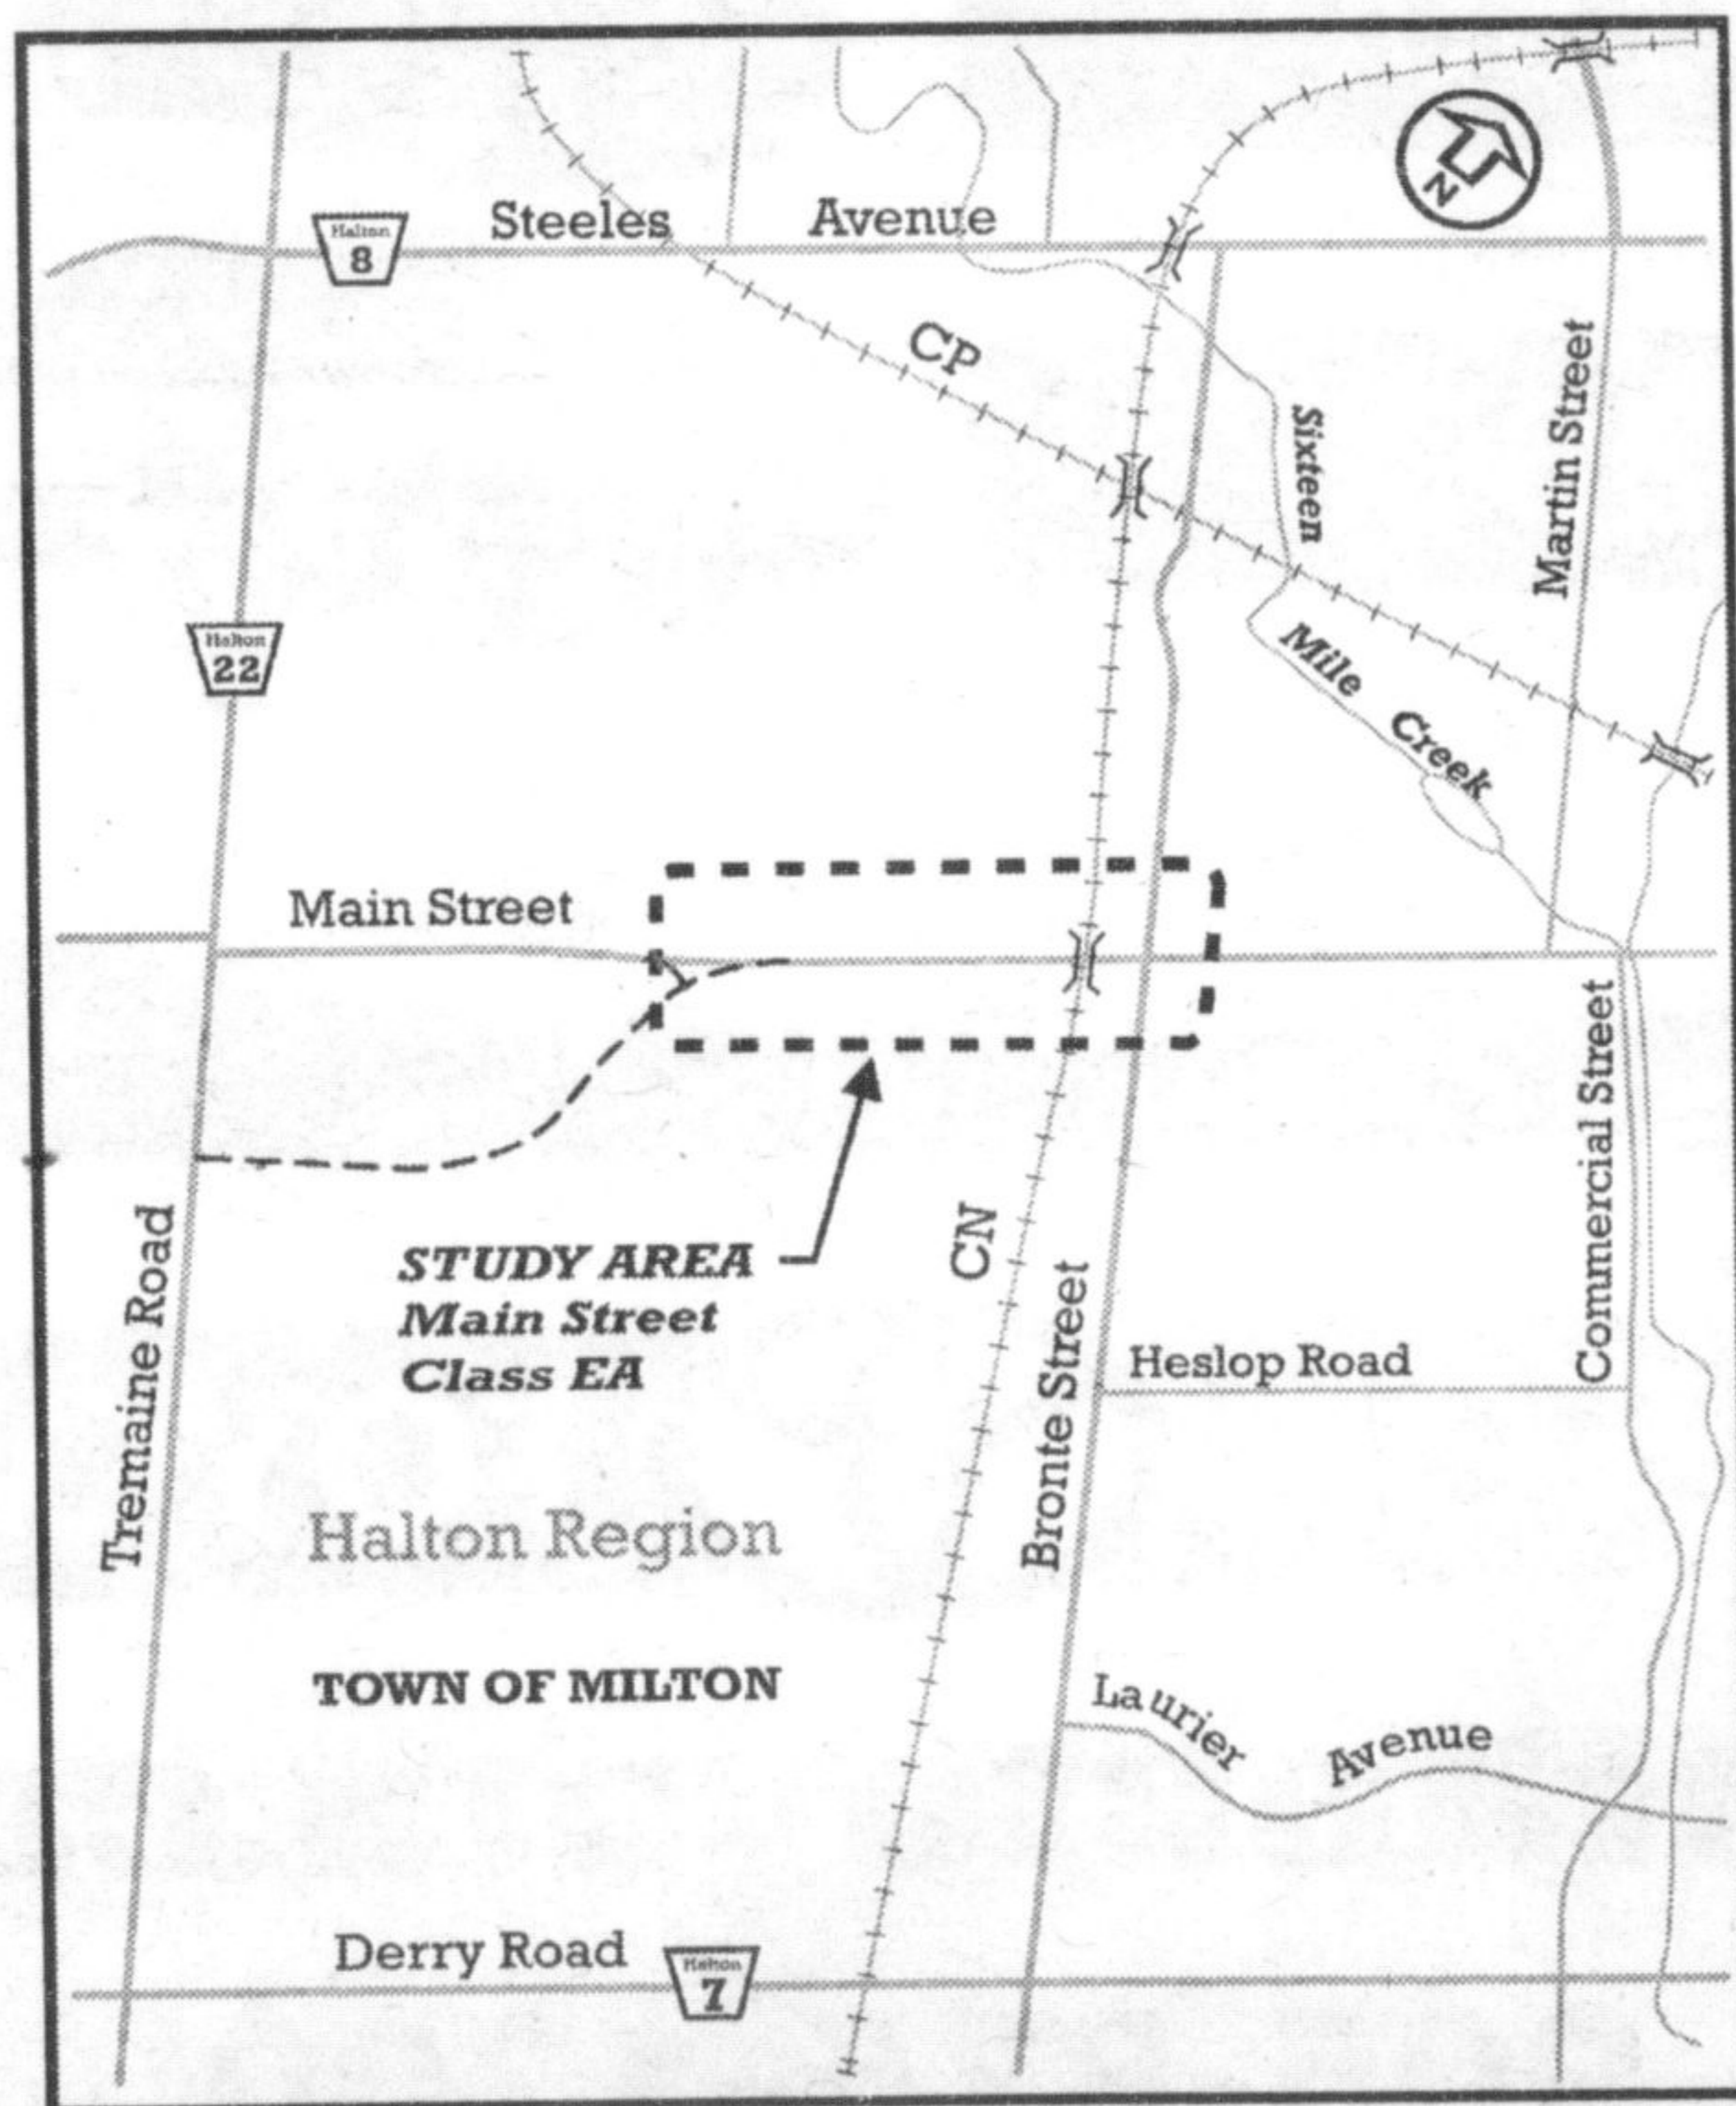 N
Steeles Avenue
Halton
8
CP
Sixteen
Mile
Creek
Martin Street
Halton
22
Main Street
Commercial Street
Tremaine Road
STUDY AREA
Main Street
Class EA
CN
Bronte Street
Heslop Road
Halton Region
TOWN OF MILTON
Laurier Avenue
Derry Road
Halton
7